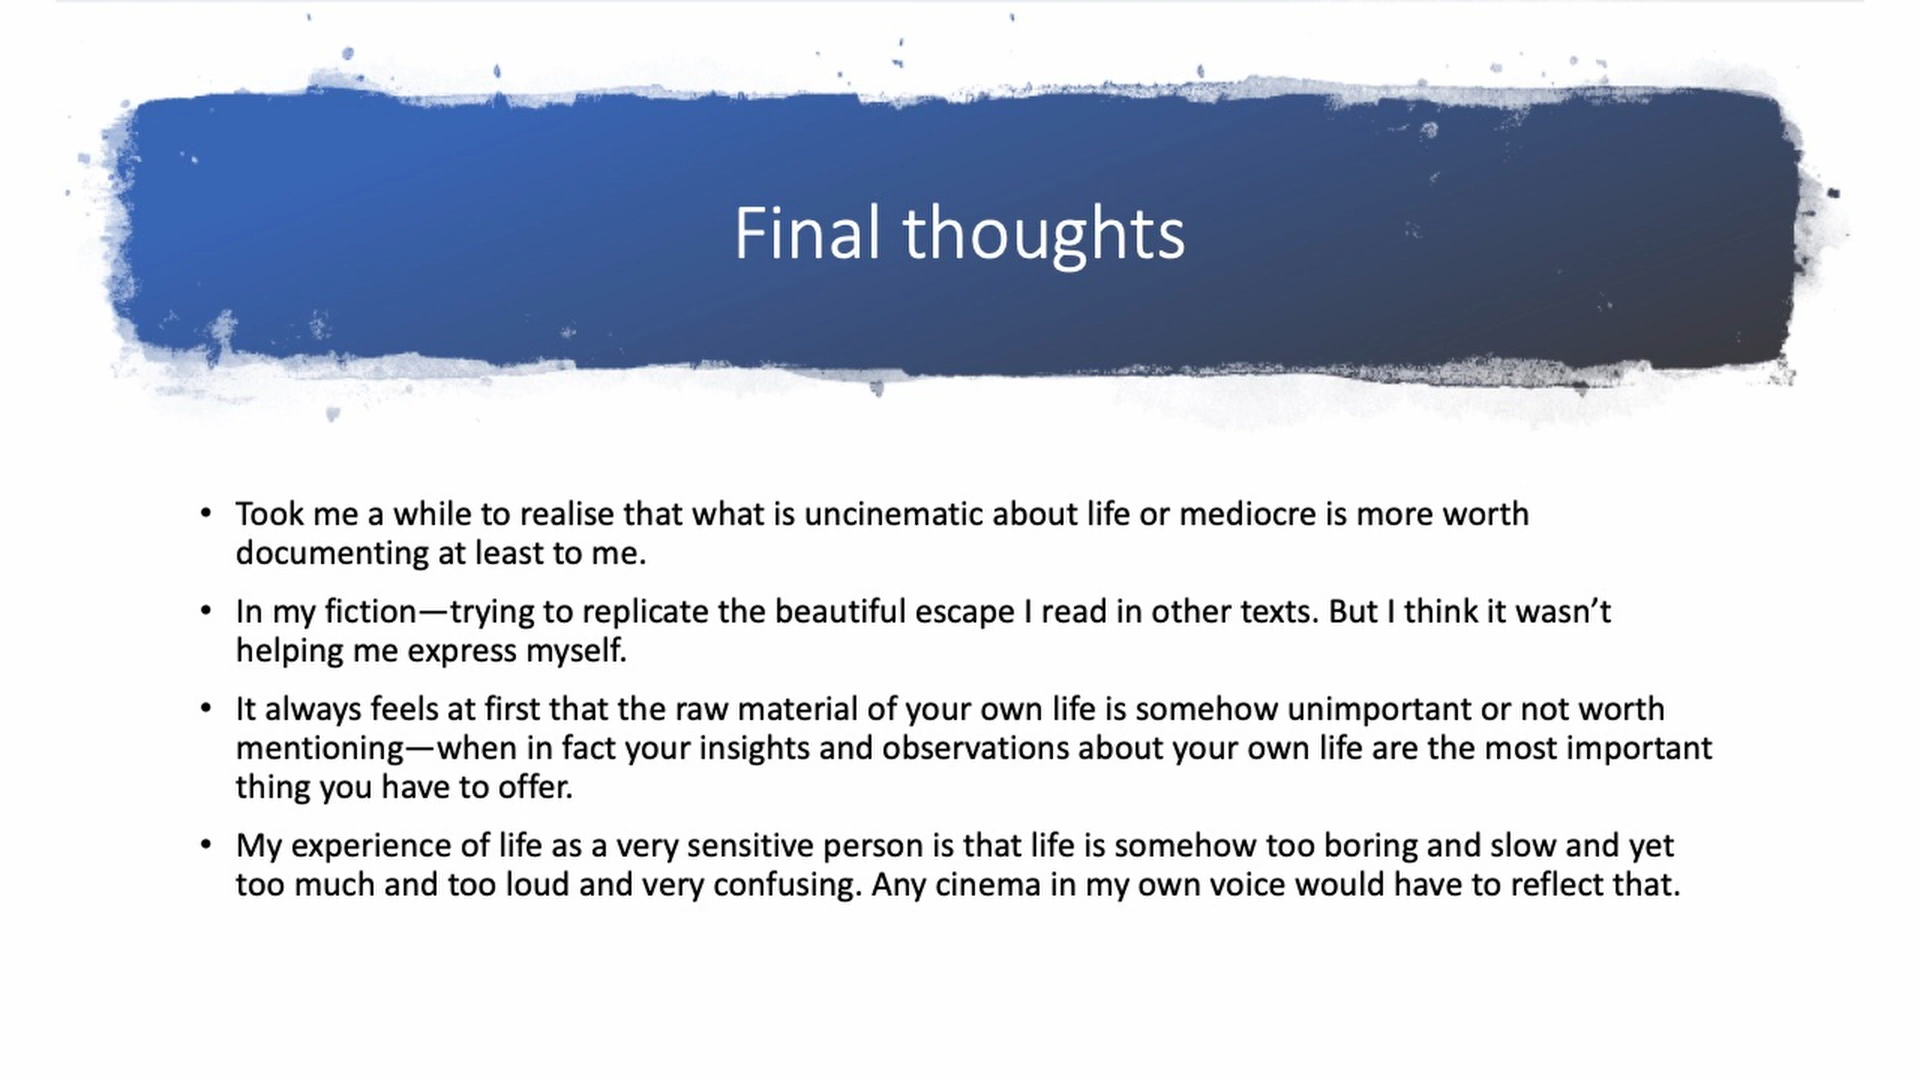 Final thoughts
• Took me a while to realise that what is uncinematic about life or mediocre is more worth
documenting at least to me.
• In my fiction—trying to replicate the beautiful escape I read in other texts. But I think it wasn’t
helping me express myself.
• It always feels at first that the raw material of your own life is somehow unimportant or not worth
mentioning—when in fact your insights and observations about your own life are the most important
thing you have to offer.
• My experience of life as a very sensitive person is that life is somehow too boring and slow and yet
too much and too loud and very confusing. Any cinema in my own voice would have to reflect that.